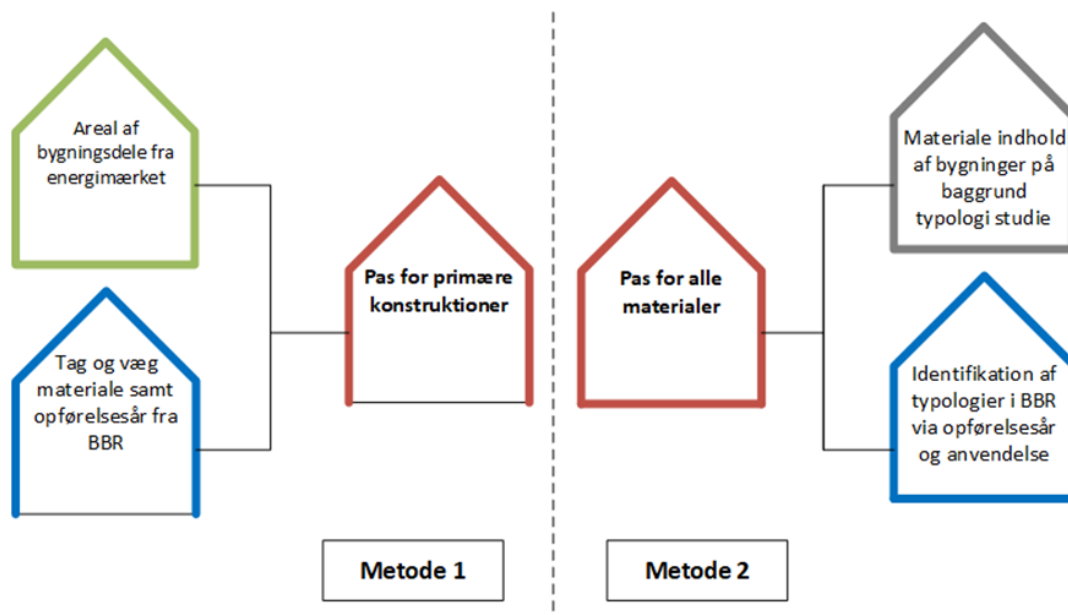 Areal af
bygningsdele fra
energimærket
Tag og væg
materiale samt
opførelsesår fra
BBR
Pas for primære
konstruktioner
Metode 1
Pas for alle
materialer
Materiale indhold
af bygninger på
baggrund
typologi studie
Identifikation af
typologier i BBR
via opførelsesår
og anvendelse
Metode 2